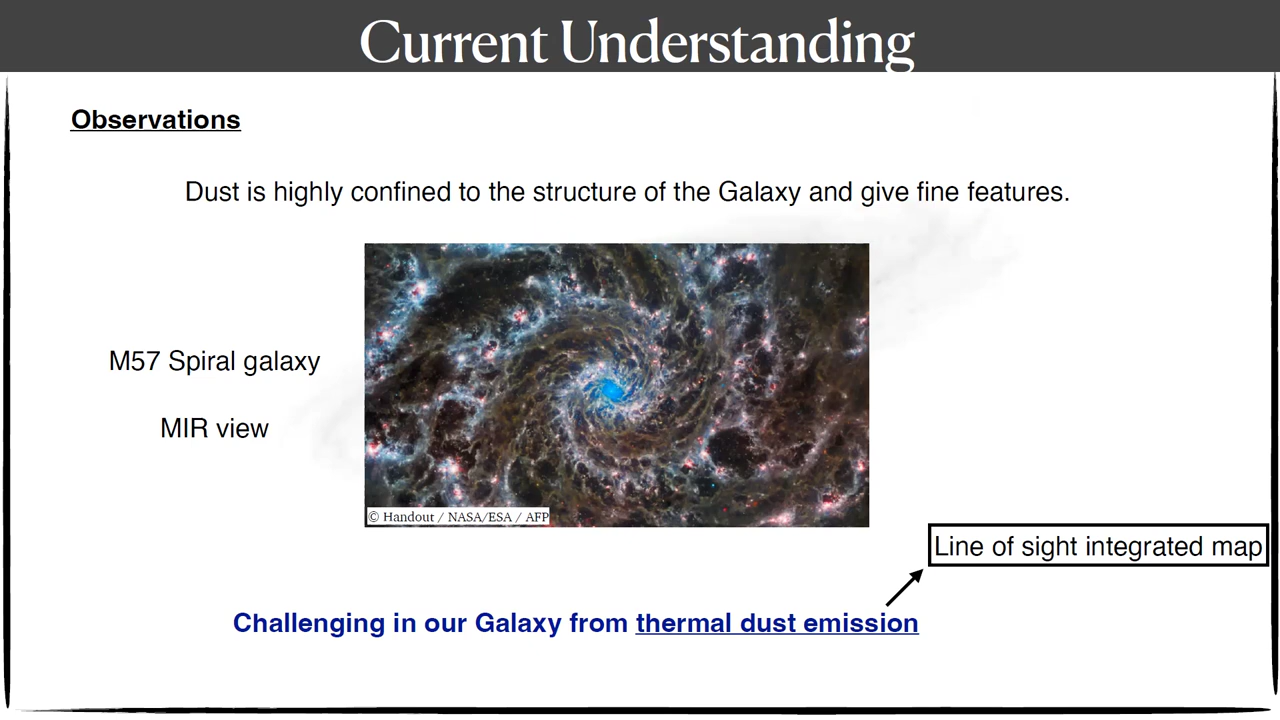 Current Understanding
Observations
Dust is highly confined to the structure of the Galaxy and give fine features.
M57 Spiral galaxy
MIR view
© Handout / NASA/ESA / AFP
Line of sight integrated map
Challenging in our Galaxy from thermal dust emission